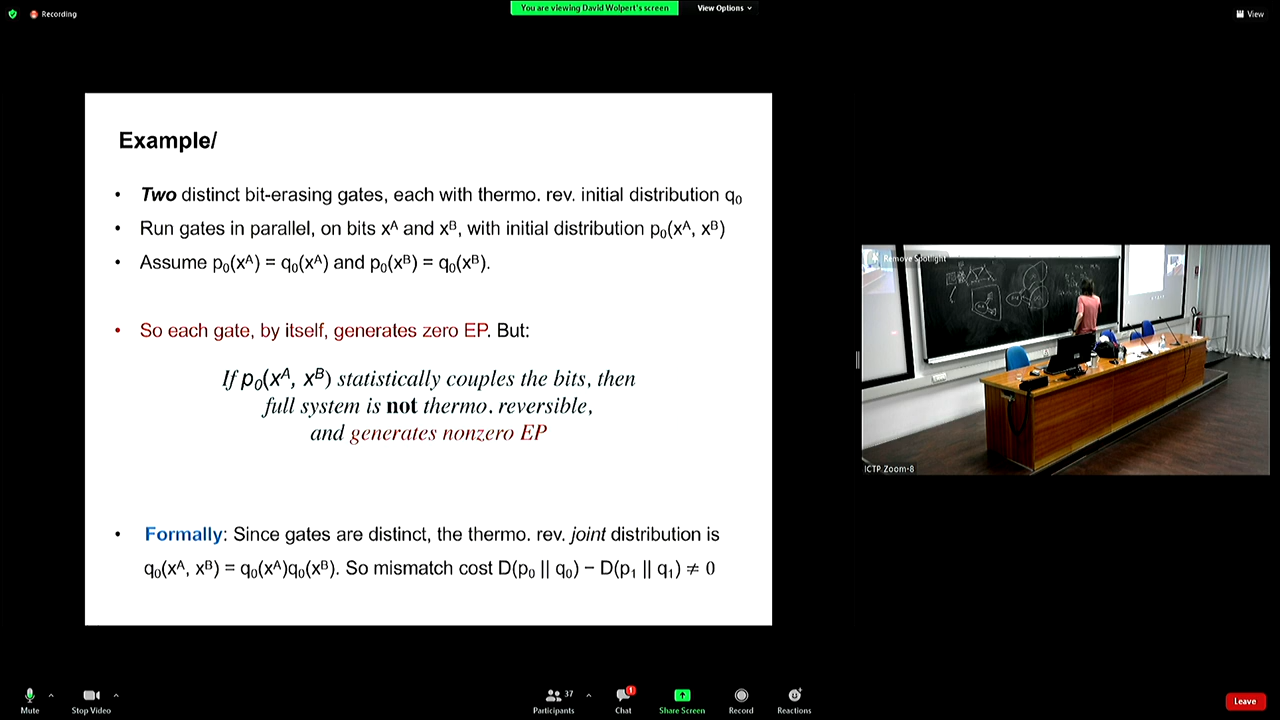 Recording
You are viewing David Wolpert's screen
View Options
View
Example/
• Two distinct bit-erasing gates, each with thermo. rev. initial distribution q₀
• Run gates in parallel, on bits xᴬ and xᴮ, with initial distribution p₀(xᴬ, xᴮ)
• Assume p₀(xᴬ) = q₀(xᴬ) and p₀(xᴮ) = q₀(xᴮ).
• So each gate, by itself, generates zero EP. But:
If p₀(xᴬ, xᴮ) statistically couples the bits, then
full system is not thermo. reversible,
and generates nonzero EP
• Formally: Since gates are distinct, the thermo. rev. joint distribution is
q₀(xᴬ, xᴮ) = q₀(xᴬ)q₀(xᴮ). So mismatch cost D(p₀ || q₀) − D(p₁ || q₁) ≠ 0
Remove Spotlight
ICTP Zoom-8
Mute
Stop Video
37
Participants
1
Chat
Share Screen
Record
Reactions
Leave